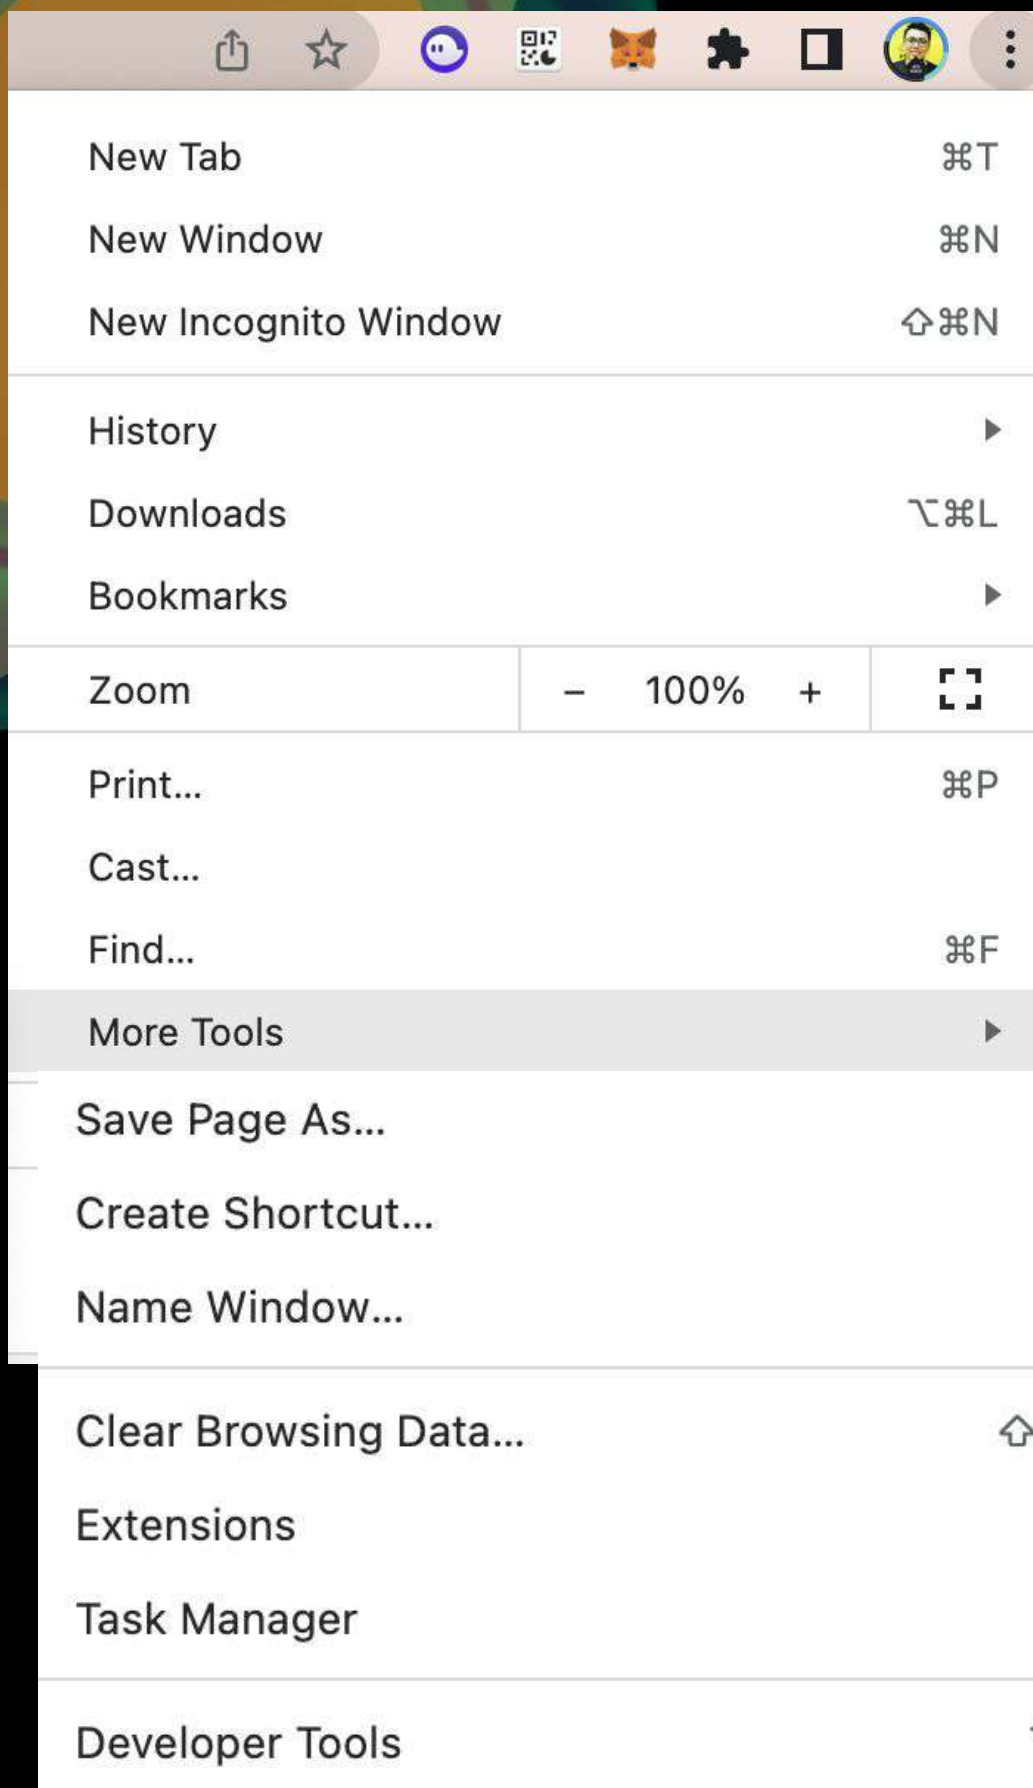 New Tab ⌘T
New Window ⌘N
New Incognito Window ⇧⌘N
History
Downloads ⌥⌘L
Bookmarks
Zoom − 100% +
Print... ⌘P
Cast...
Find... ⌘F
More Tools
Save Page As...
Create Shortcut...
Name Window...
Clear Browsing Data... ⇧
Extensions
Task Manager
Developer Tools